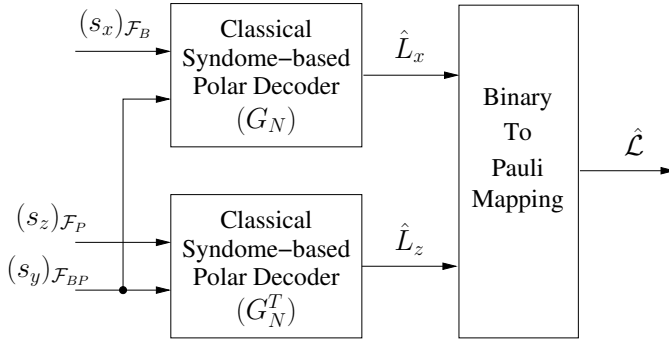 (s_x)_{\mathcal{F}_B}
Classical
Syndome-based
Polar Decoder
(G_N)
\hat{L}_x
(s_z)_{\mathcal{F}_P}
(s_y)_{\mathcal{F}_{BP}}
Classical
Syndome-based
Polar Decoder
(G_N^T)
\hat{L}_z
Binary
To
Pauli
Mapping
\hat{\mathcal{L}}